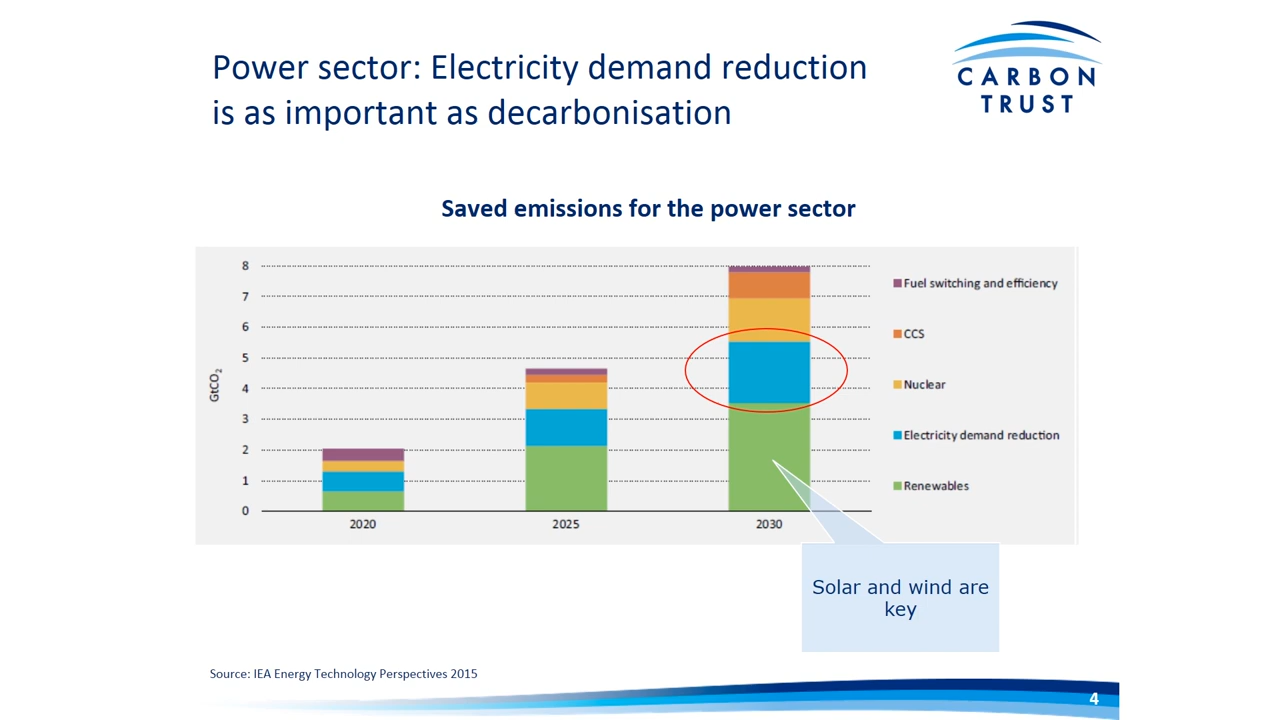 Power sector: Electricity demand reduction
is as important as decarbonisation
CARBON
TRUST
Saved emissions for the power sector
8
7
6
5
4
3
2
1
0
GtCO₂
2020
2025
2030
Fuel switching and efficiency
CCS
Nuclear
Electricity demand reduction
Renewables
Solar and wind are
key
Source: IEA Energy Technology Perspectives 2015
4